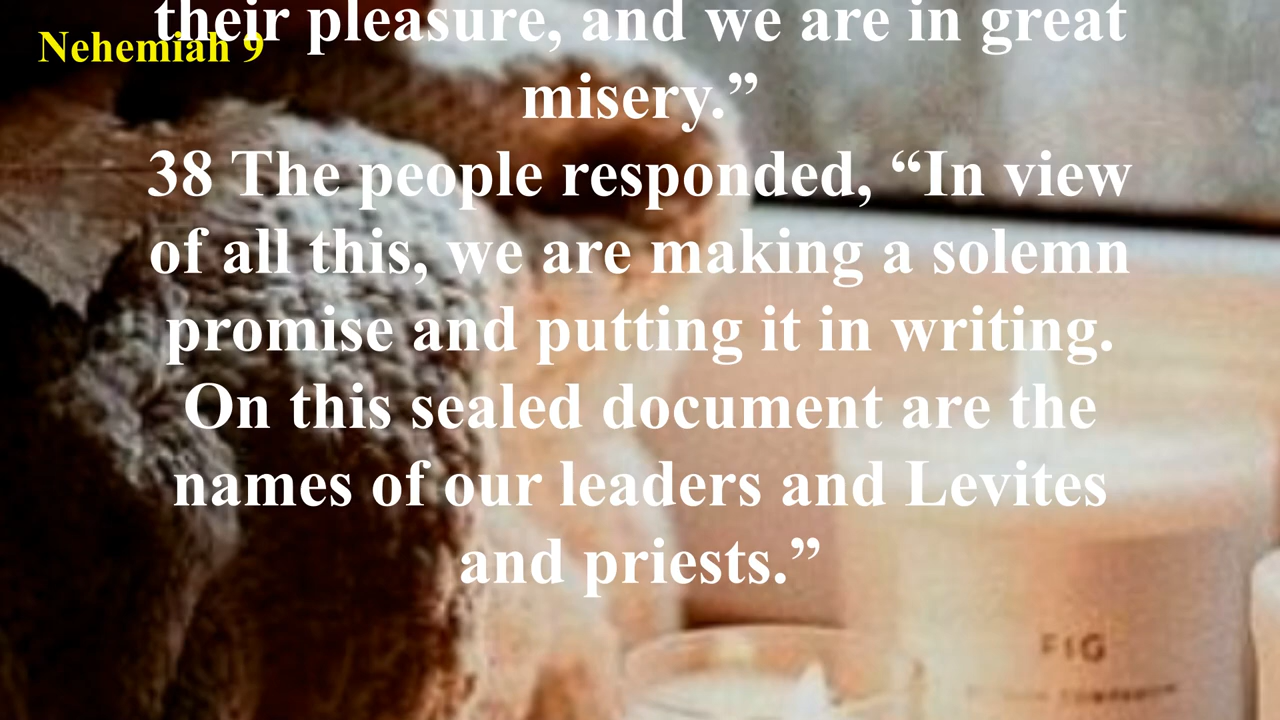 Nehemiah 9
their pleasure, and we are in great
misery.”
38 The people responded, “In view
of all this, we are making a solemn
promise and putting it in writing.
On this sealed document are the
names of our leaders and Levites
and priests.”
FIG